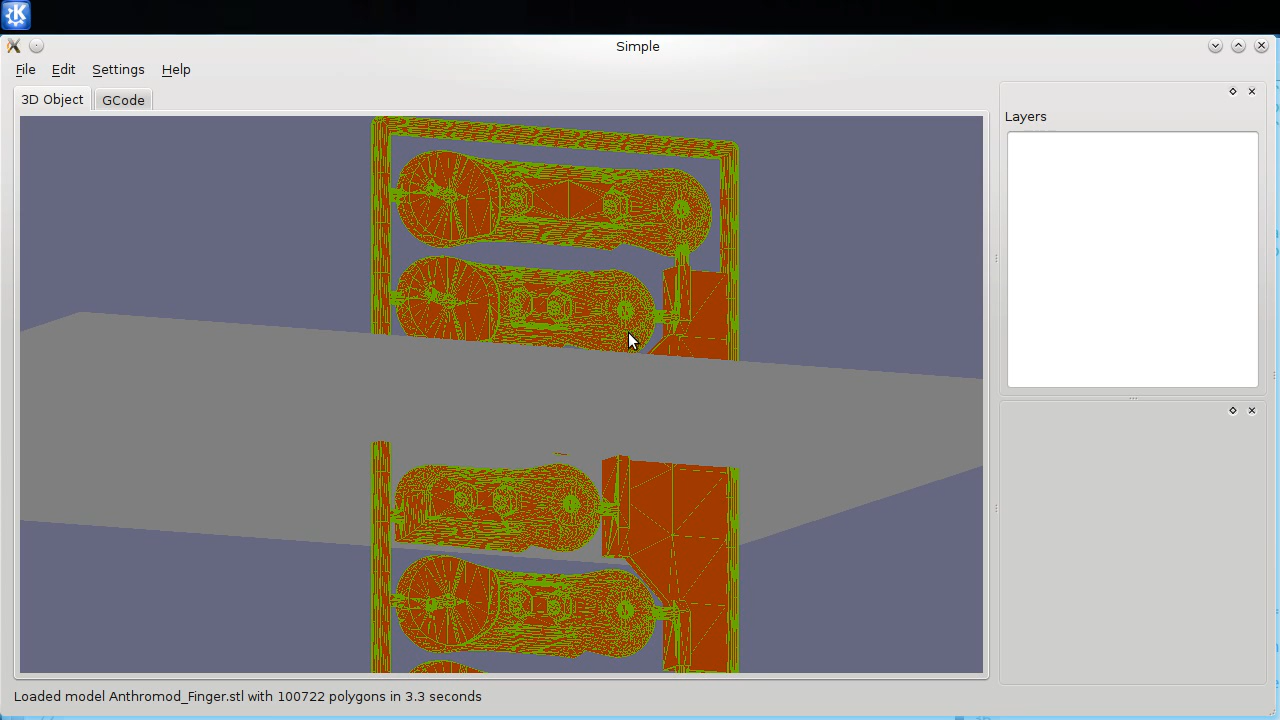 Simple
File Edit Settings Help
3D Object GCode
Layers
Loaded model Anthromod_Finger.stl with 100722 polygons in 3.3 seconds